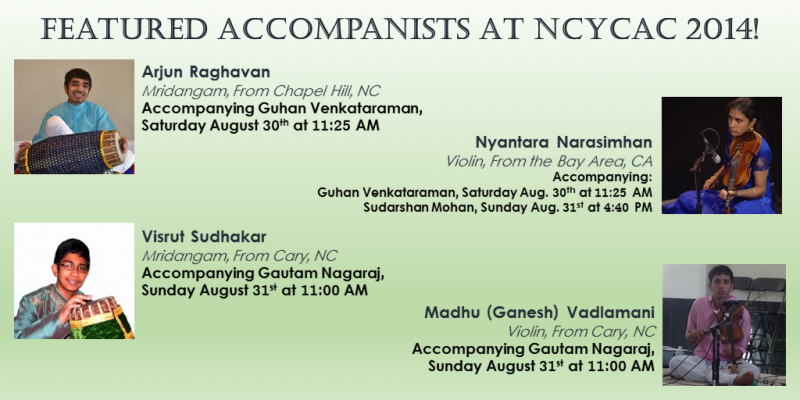 FEATURED ACCOMPANISTS AT NCYCAC 2014!
Arjun Raghavan
Mridangam, From Chapel Hill, NC
Accompanying Guhan Venkataraman,
Saturday August 30th at 11:25 AM
Nyantara Narasimhan
Violin, From the Bay Area, CA
Accompanying:
Guhan Venkataraman, Saturday Aug. 30th at 11:25 AM
Sudarshan Mohan, Sunday Aug. 31st at 4:40 PM
Visrut Sudhakar
Mridangam, From Cary, NC
Accompanying Gautam Nagaraj,
Sunday August 31st at 11:00 AM
Madhu (Ganesh) Vadlamani
Violin, From Cary, NC
Accompanying Gautam Nagaraj,
Sunday August 31st at 11:00 AM